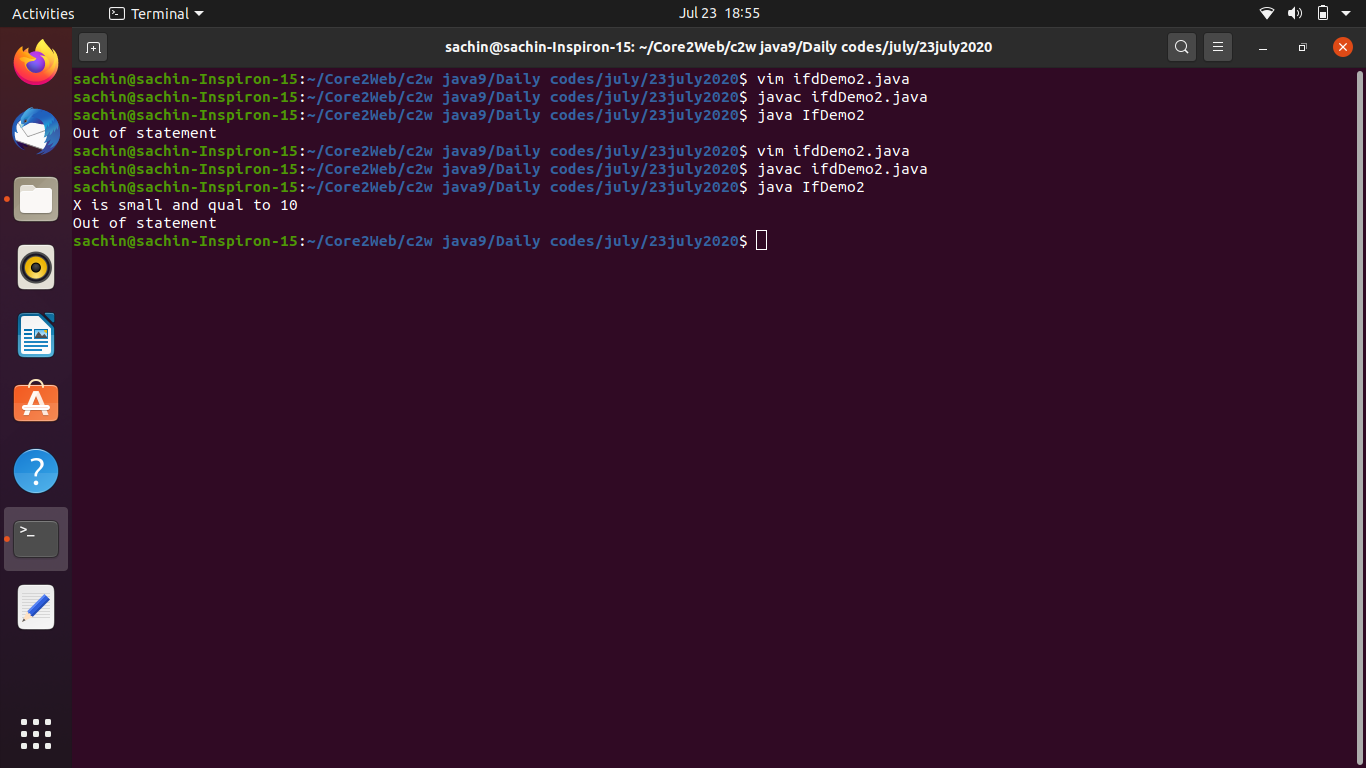 Activities
Terminal
Jul 23 18:55
sachin@sachin-Inspiron-15: ~/Core2Web/c2w java9/Daily codes/july/23july2020
sachin@sachin-Inspiron-15:~/Core2Web/c2w java9/Daily codes/july/23july2020$ vim ifdDemo2.java
sachin@sachin-Inspiron-15:~/Core2Web/c2w java9/Daily codes/july/23july2020$ javac ifdDemo2.java
sachin@sachin-Inspiron-15:~/Core2Web/c2w java9/Daily codes/july/23july2020$ java IfDemo2
Out of statement
sachin@sachin-Inspiron-15:~/Core2Web/c2w java9/Daily codes/july/23july2020$ vim ifdDemo2.java
sachin@sachin-Inspiron-15:~/Core2Web/c2w java9/Daily codes/july/23july2020$ javac ifdDemo2.java
sachin@sachin-Inspiron-15:~/Core2Web/c2w java9/Daily codes/july/23july2020$ java IfDemo2
X is small and qual to 10
Out of statement
sachin@sachin-Inspiron-15:~/Core2Web/c2w java9/Daily codes/july/23july2020$